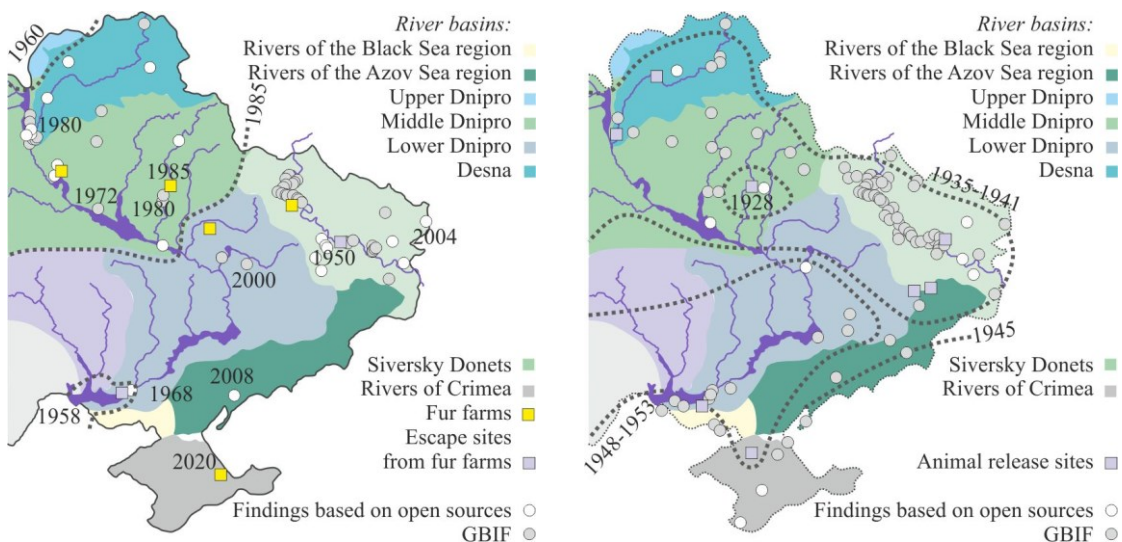 1960
1980
1972
1985
1980
1985
2000
1950
2004
1958
1968
2008
2020
River basins:
Rivers of the Black Sea region
Rivers of the Azov Sea region
Upper Dnipro
Middle Dnipro
Lower Dnipro
Desna
Siversky Donets
Rivers of Crimea
Fur farms
Escape sites
from fur farms
Findings based on open sources
GBIF
1928
1935-1941
1945
1948-1953
River basins:
Rivers of the Black Sea region
Rivers of the Azov Sea region
Upper Dnipro
Middle Dnipro
Lower Dnipro
Desna
Siversky Donets
Rivers of Crimea
Animal release sites
Findings based on open sources
GBIF